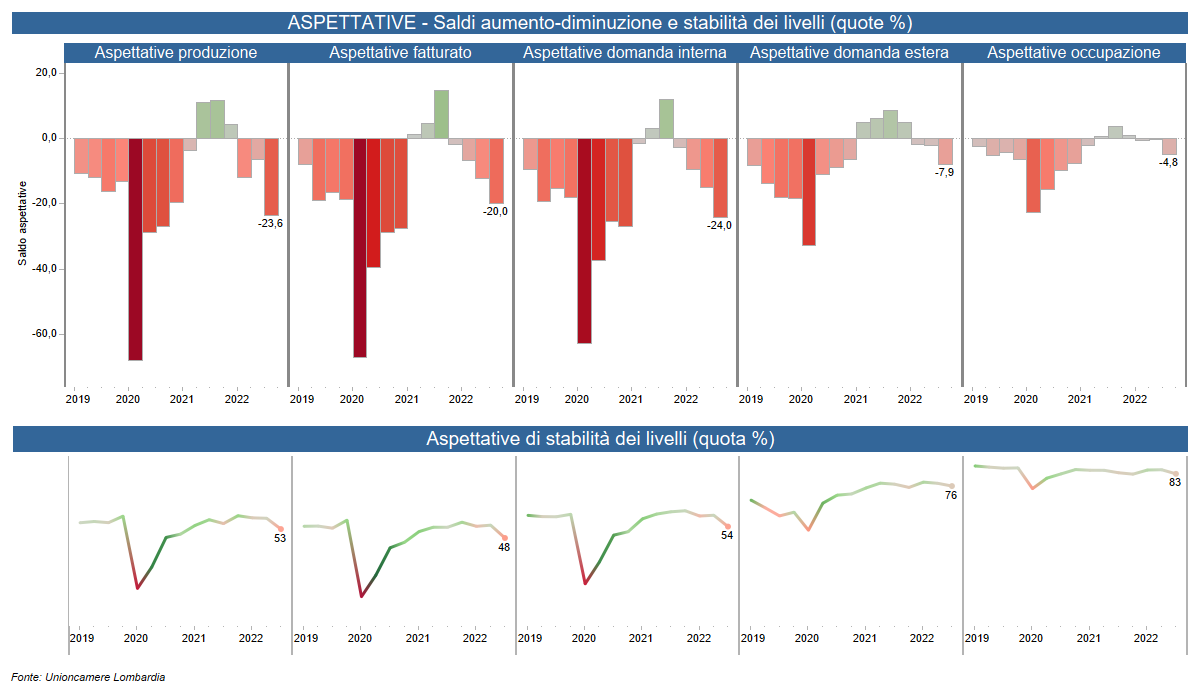 ASPETTATIVE - Saldi aumento-diminuzione e stabilità dei livelli (quote %)
Aspettative produzione Aspettative fatturato Aspettative domanda interna Aspettative domanda estera Aspettative occupazione
20,0
0,0
-20,0
-40,0
-60,0
Saldo aspettative
-23,6 -20,0 -24,0 -7,9 -4,8
2019 2020 2021 2022 2019 2020 2021 2022 2019 2020 2021 2022 2019 2020 2021 2022 2019 2020 2021 2022
Aspettative di stabilità dei livelli (quota %)
53 48 54 76 83
2019 2020 2021 2022 2019 2020 2021 2022 2019 2020 2021 2022 2019 2020 2021 2022 2019 2020 2021 2022
Fonte: Unioncamere Lombardia